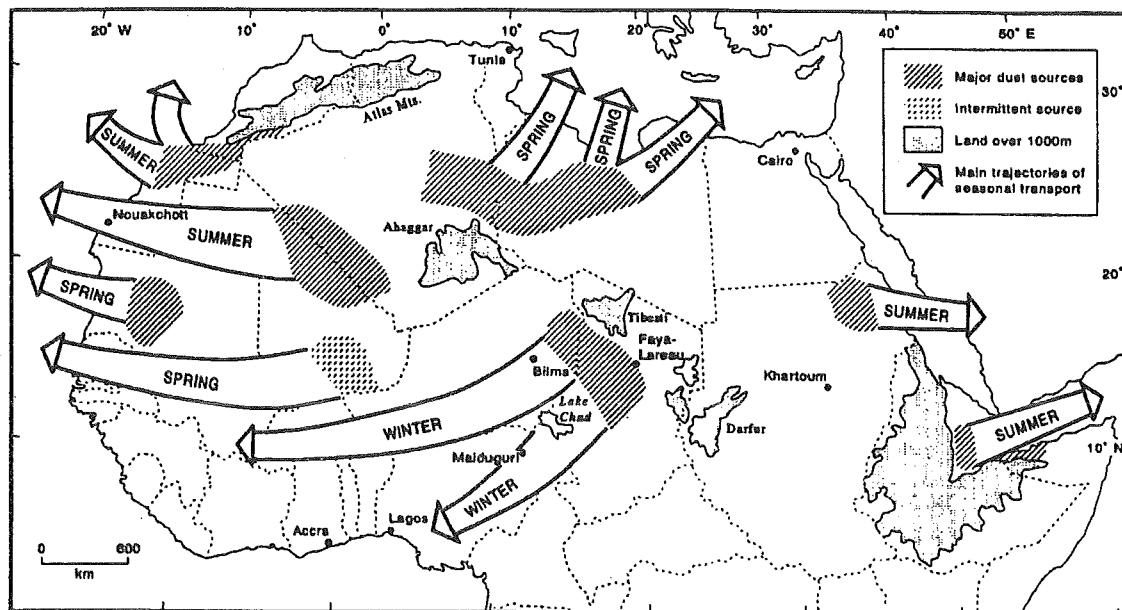 20° W
0°
10°
20°
30°
40°
50° E
Tunis
Atlas Mts.
30°
SUMMER
SPRING
SPRING
SPRING
Cairo
Major dust sources
Intermittent source
Land over 1000m
Main trajectories of
seasonal transport
Nouakchott
SUMMER
Ahaggar
20°
SPRING
Tibesti
SUMMER
Faya-
Largeau
SPRING
Bilma
Khartoum
Lake
Chad
WINTER
Darfur
SUMMER
Maiduguri
10° N
WINTER
Accra
Lagos
0
600
km